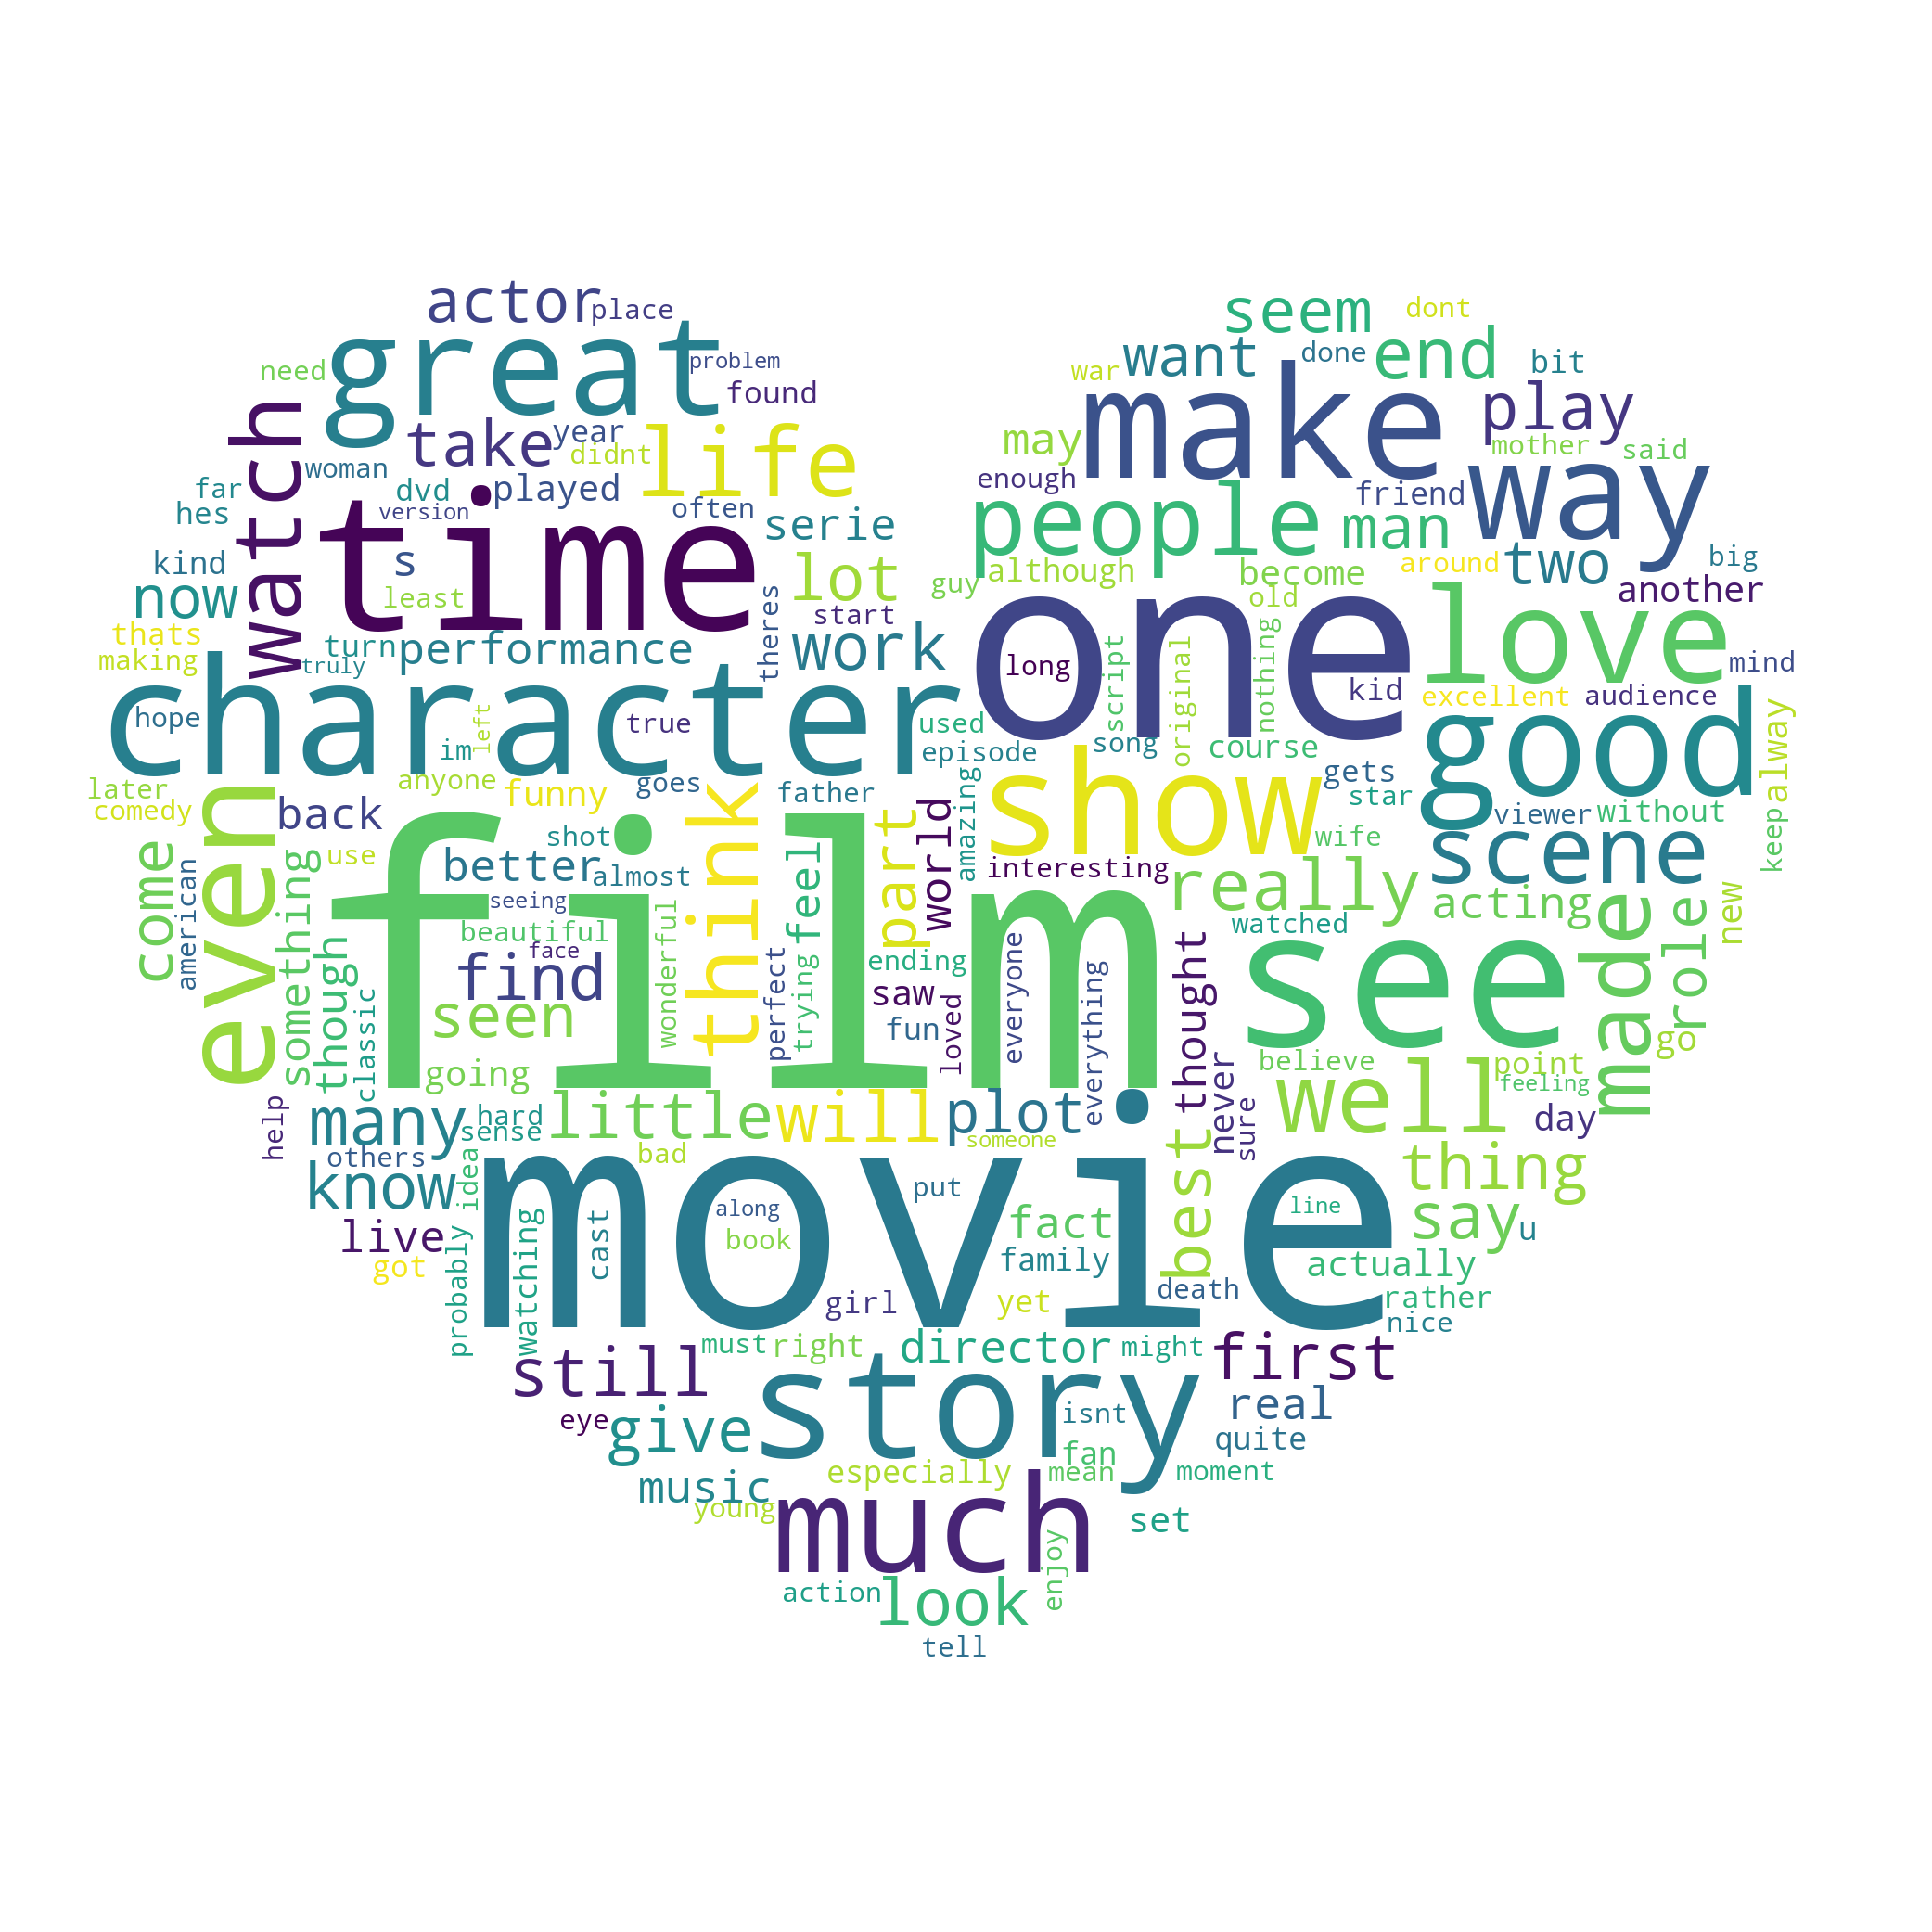 actor
place
seem
dont
great
problem
want
done
end
bit
need
found
war
make
play
watch
take
year
life
didnt
may
mother
said
woman
enough
way
far
dvd
played
often
people
friend
hes
version
time
serie
man
kind
s
lot
although
become
around
two
big
now
least
start
guy
old
another
thats
turn
performance
theres
work
one
love
making
truly
long
script
original
nothing
kid
excellent
audience
mind
character
hope
left
true
used
episode
song
course
good
im
later
anyone
funny
goes
father
amazing
show
gets
star
viewer
without
keep
alway
comedy
back
think
part
world
wife
scene
even
come
american
something
though
use
film
shot
better
almost
feel
interesting
really
acting
made
role
new
seeing
beautiful
face
wonderful
perfect
trying
ending
watched
find
seen
classic
saw
fun
loved
everyone
everything
thought
see
go
going
believe
point
feeling
help
many
hard
sense
little
will
plot
someone
best
never
sure
well
day
others
idea
bad
know
movie
put
thing
live
along
book
cast
line
fact
say
u
got
probably
watching
family
actually
girl
yet
death
rather
nice
still
must
right
director
might
first
eye
give
story
isnt
real
fan
quite
music
especially
mean
moment
young
much
set
enjoy
action
look
tell